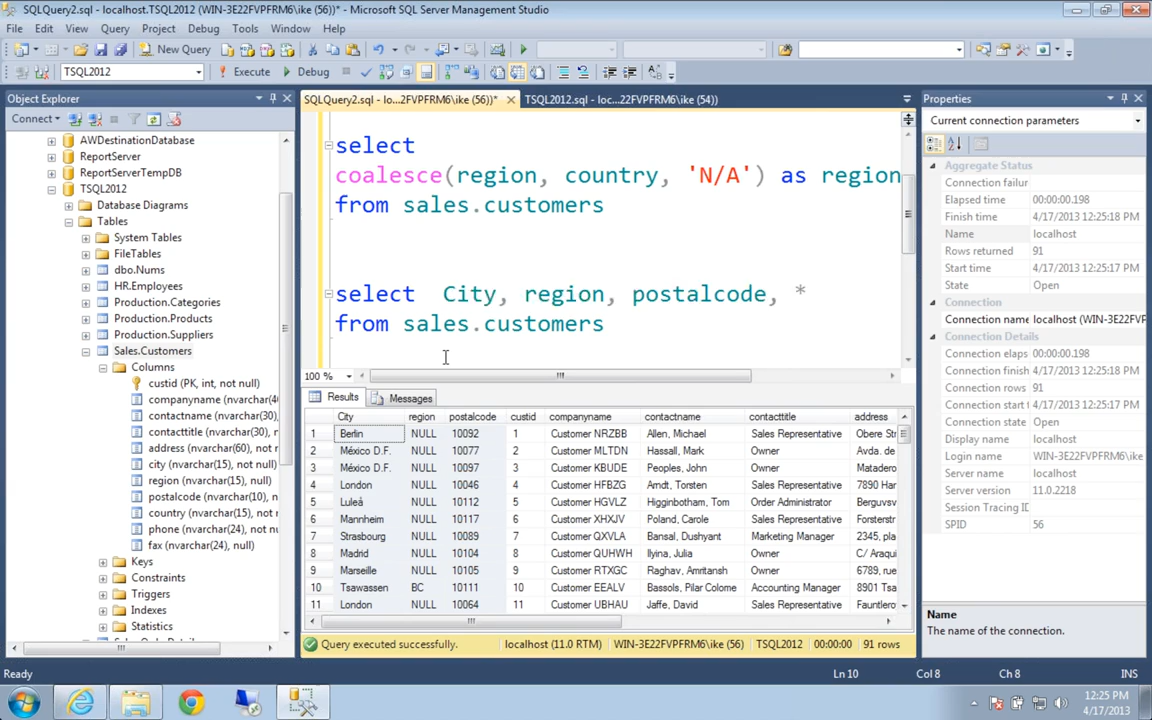 SQLQuery2.sql - localhost.TSQL2012 (WIN-3E22VPFRM6\ike (56))* - Microsoft SQL Server Management Studio
File Edit View Query Project Debug Tools Window Help
New Query
TSQL2012 Execute Debug
Object Explorer
Connect
AWDestinationDatabase
ReportServer
ReportServerTempDB
TSQL2012
Database Diagrams
Tables
System Tables
FileTables
dbo.Nums
HR.Employees
Production.Categories
Production.Products
Production.Suppliers
Sales.Customers
Columns
custid (PK, int, not null)
companyname (nvarchar(4
contactname (nvarchar(30),
contacttitle (nvarchar(30),
address (nvarchar(60), not
city (nvarchar(15), not null)
region (nvarchar(15), null)
postalcode (nvarchar(10), n
country (nvarchar(15), not n
phone (nvarchar(24), not n
fax (nvarchar(24), null)
Keys
Constraints
Triggers
Indexes
Statistics
SQLQuery2.sql - lo...2FVPFRM6\ike (56))* TSQL2012.sql - loc...22FVPFRM6\ike (54))
select
coalesce(region, country, 'N/A') as region
from sales.customers
select City, region, postalcode, *
from sales.customers
100 %
Results Messages
City region postalcode custid companyname contactname contacttitle address
1 Berlin NULL 10092 1 Customer NRZBB Allen, Michael Sales Representative Obere Str
2 México D.F. NULL 10077 2 Customer MLTDN Hassall, Mark Owner Avda. de
3 México D.F. NULL 10097 3 Customer KBUDE Peoples, John Owner Matadero
4 London NULL 10046 4 Customer HFBZG Arndt, Torsten Sales Representative 7890 Har
5 Luleå NULL 10112 5 Customer HGVLZ Higginbotham, Tom Order Administrator Berguvsv
6 Mannheim NULL 10117 6 Customer XHXJV Poland, Carole Sales Representative Forsterstr
7 Strasbourg NULL 10089 7 Customer QXVLA Bansal, Dushyant Marketing Manager 2345, pla
8 Madrid NULL 10104 8 Customer QUHWH Ilyina, Julia Owner C/ Araqui
9 Marseille NULL 10105 9 Customer RTXGC Raghav, Amritansh Owner 6789, rue
10 Tsawassen BC 10111 10 Customer EEALV Bassols, Pilar Colome Accounting Manager 8901 Tsa
11 London NULL 10064 11 Customer UBHAU Jaffe, David Sales Representative Fauntlero
Query executed successfully. localhost (11.0 RTM) WIN-3E22FVPFRM6\ike (56) TSQL2012 00:00:00 91 rows
Properties
Current connection parameters
Aggregate Status
Connection failur
Elapsed time 00:00:00.198
Finish time 4/17/2013 12:25:18 PM
Name localhost
Rows returned 91
Start time 4/17/2013 12:25:17 PM
State Open
Connection
Connection name localhost (WIN-3E22FV
Connection Details
Connection elaps 00:00:00.198
Connection finish 4/17/2013 12:25:18 PM
Connection rows 91
Connection start t 4/17/2013 12:25:17 PM
Connection state Open
Display name localhost
Login name WIN-3E22FVPFRM6\ike
Server name localhost
Server version 11.0.2218
Session Tracing ID
SPID 56
Name
The name of the connection.
Ready Ln 10 Col 8 Ch 8 INS
12:25 PM
4/17/2013